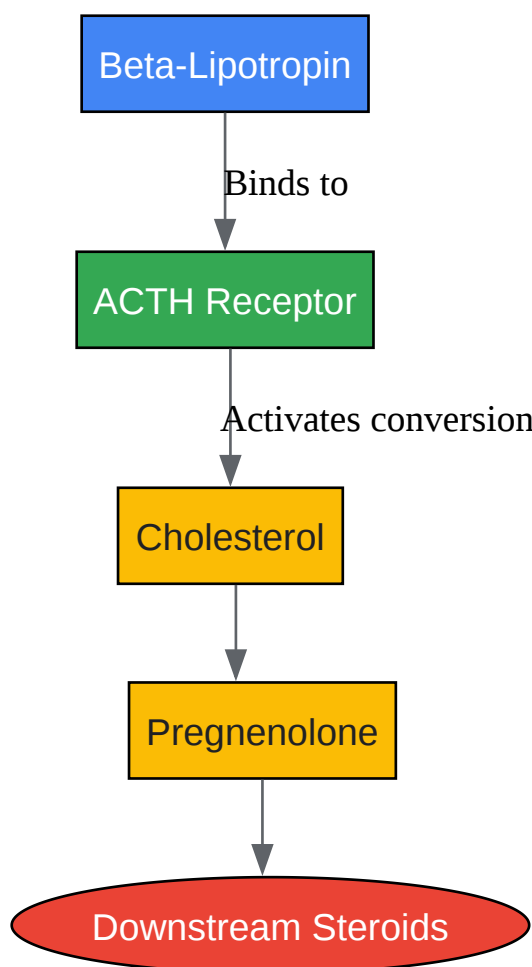 Beta-Lipotropin
Binds to
ACTH Receptor
Activates conversion
Cholesterol
Pregnenolone
Downstream Steroids